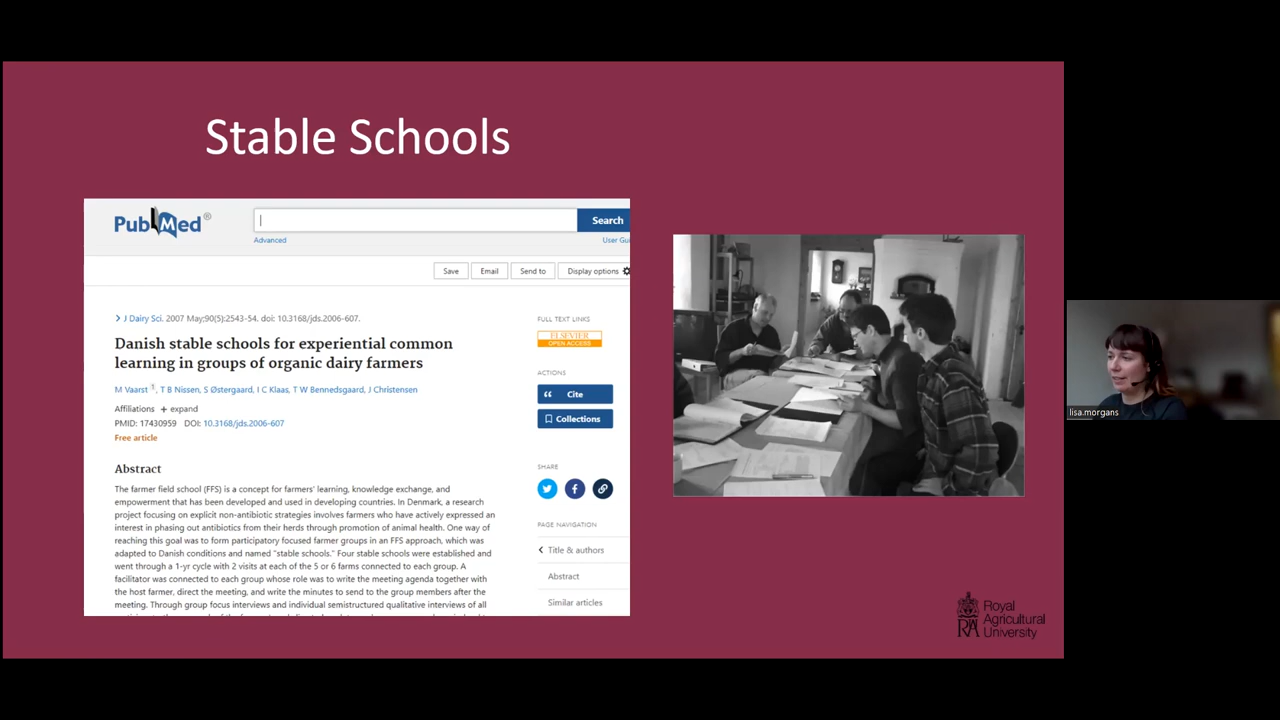 Stable Schools
PubMed®
Search
Advanced
User Gu
Save
Email
Send to
Display options
J Dairy Sci. 2007 May;90(5):2543-54. doi: 10.3168/jds.2006-607.
Danish stable schools for experiential common
learning in groups of organic dairy farmers
M Vaarst 1, T B Nissen, S Østergaard, I C Klaas, T W Bennedsgaard, J Christensen
Affiliations + expand
PMID: 17430959 DOI: 10.3168/jds.2006-607
Free article
Abstract
The farmer field school (FFS) is a concept for farmers' learning, knowledge exchange, and
empowerment that has been developed and used in developing countries. In Denmark, a research
project focusing on explicit non-antibiotic strategies involves farmers who have actively expressed an
interest in phasing out antibiotics from their herds through promotion of animal health. One way of
reaching this goal was to form participatory focused farmer groups in an FFS approach, which was
adapted to Danish conditions and named "stable schools." Four stable schools were established and
went through a 1-yr cycle with 2 visits at each of the 5 or 6 farms connected to each group. A
facilitator was connected to each group whose role was to write the meeting agenda together with
the host farmer, direct the meeting, and write the minutes to send to the group members after the
meeting. Through group focus interviews and individual semistructured qualitative interviews of all
FULL TEXT LINKS
ELSEVIER
OPEN ACCESS
ACTIONS
Cite
Collections
SHARE
PAGE NAVIGATION
Title & authors
Abstract
Similar articles
Royal
Agricultural
University
lisa.morgans